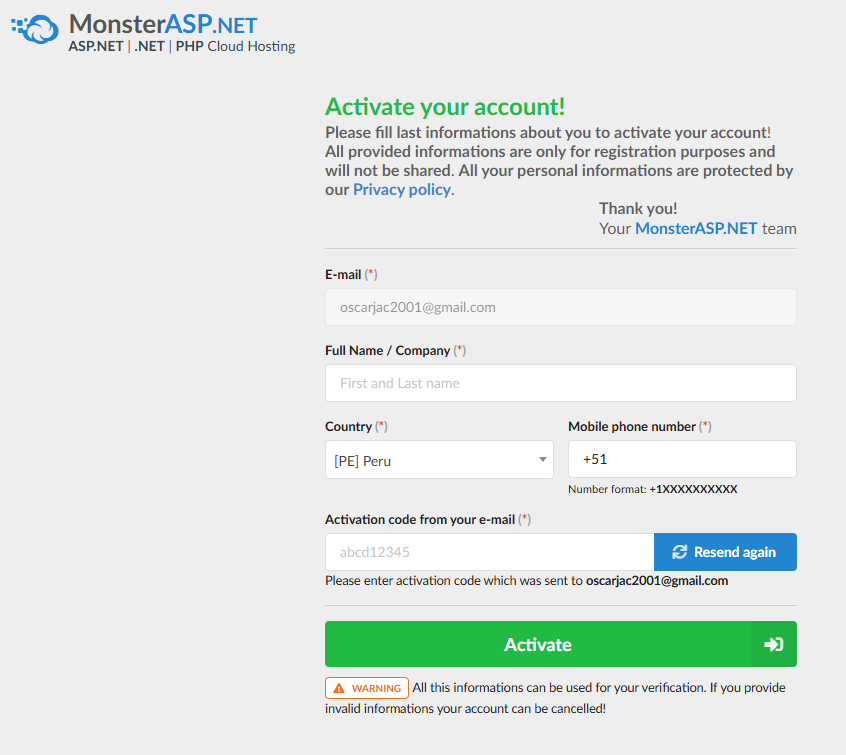 MonsterASP.NET
ASP.NET | .NET | PHP Cloud Hosting
Activate your account!
Please fill last informations about you to activate your account!
All provided informations are only for registration purposes and
will not be shared. All your personal informations are protected by
our Privacy policy.
Thank you!
Your MonsterASP.NET team
E-mail (*)
oscarjac2001@gmail.com
Full Name / Company (*)
First and Last name
Country (*)
Mobile phone number (*)
[PE] Peru
+51
Number format: +1XXXXXXXXXX
Activation code from your e-mail (*)
abcd12345
Resend again
Please enter activation code which was sent to oscarjac2001@gmail.com
Activate
WARNING All this informations can be used for your verification. If you provide
invalid informations your account can be cancelled!